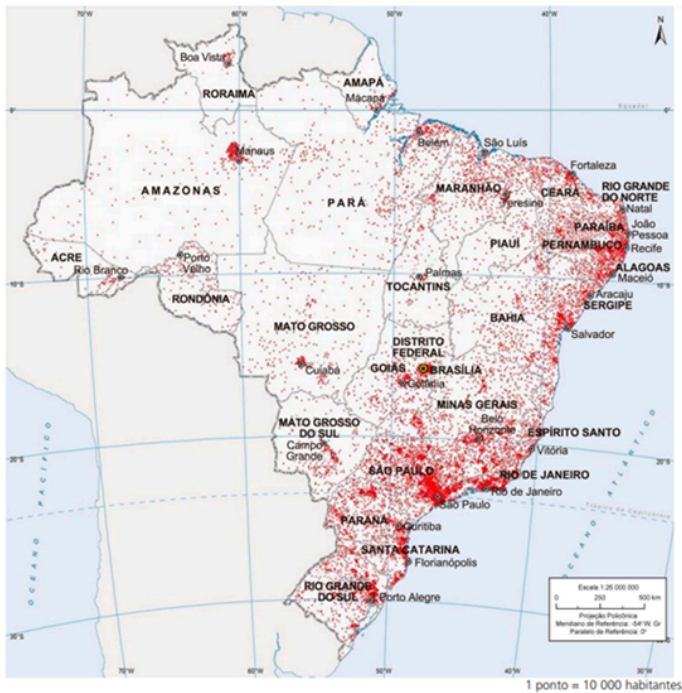 70°W
60°W
50°W
40°W
N
Boa Vista
RORAIMA
AMAPÁ
Macapá
0°
Equador
Manaus
AMAZONAS
PARÁ
Belém
São Luís
MARANHÃO
Teresina
Fortaleza
CEARÁ
RIO GRANDE
DO NORTE
Natal
PARAÍBA
João
Pessoa
PIAUÍ
PERNAMBUCO
Recife
ACRE
Rio Branco
Porto
Velho
RONDÔNIA
Palmas
TOCANTINS
ALAGOAS
Maceió
Aracaju
SERGIPE
10°S
10°S
MATO GROSSO
BAHIA
Salvador
Cuiabá
DISTRITO
FEDERAL
GOIÁS
BRASÍLIA
Goiânia
MINAS GERAIS
Belo
Horizonte
ESPÍRITO SANTO
Vitória
MATO GROSSO
DO SUL
Campo
Grande
SÃO PAULO
São Paulo
RIO DE JANEIRO
Rio de Janeiro
20°S
20°S
Trópico de Capricórnio
PARANÁ
Curitiba
SANTA CATARINA
Florianópolis
RIO GRANDE
DO SUL
Porto Alegre
OCEANO PACÍFICO
OCEANO ATLÂNTICO
Escala 1:26 000 000
0 250 500 km
Projeção Policônica
Meridiano de Referência: -54° W. Gr
Paralelo de Referência: 0°
30°S
30°S
70°W
60°W
50°W
40°W
1 ponto = 10 000 habitantes